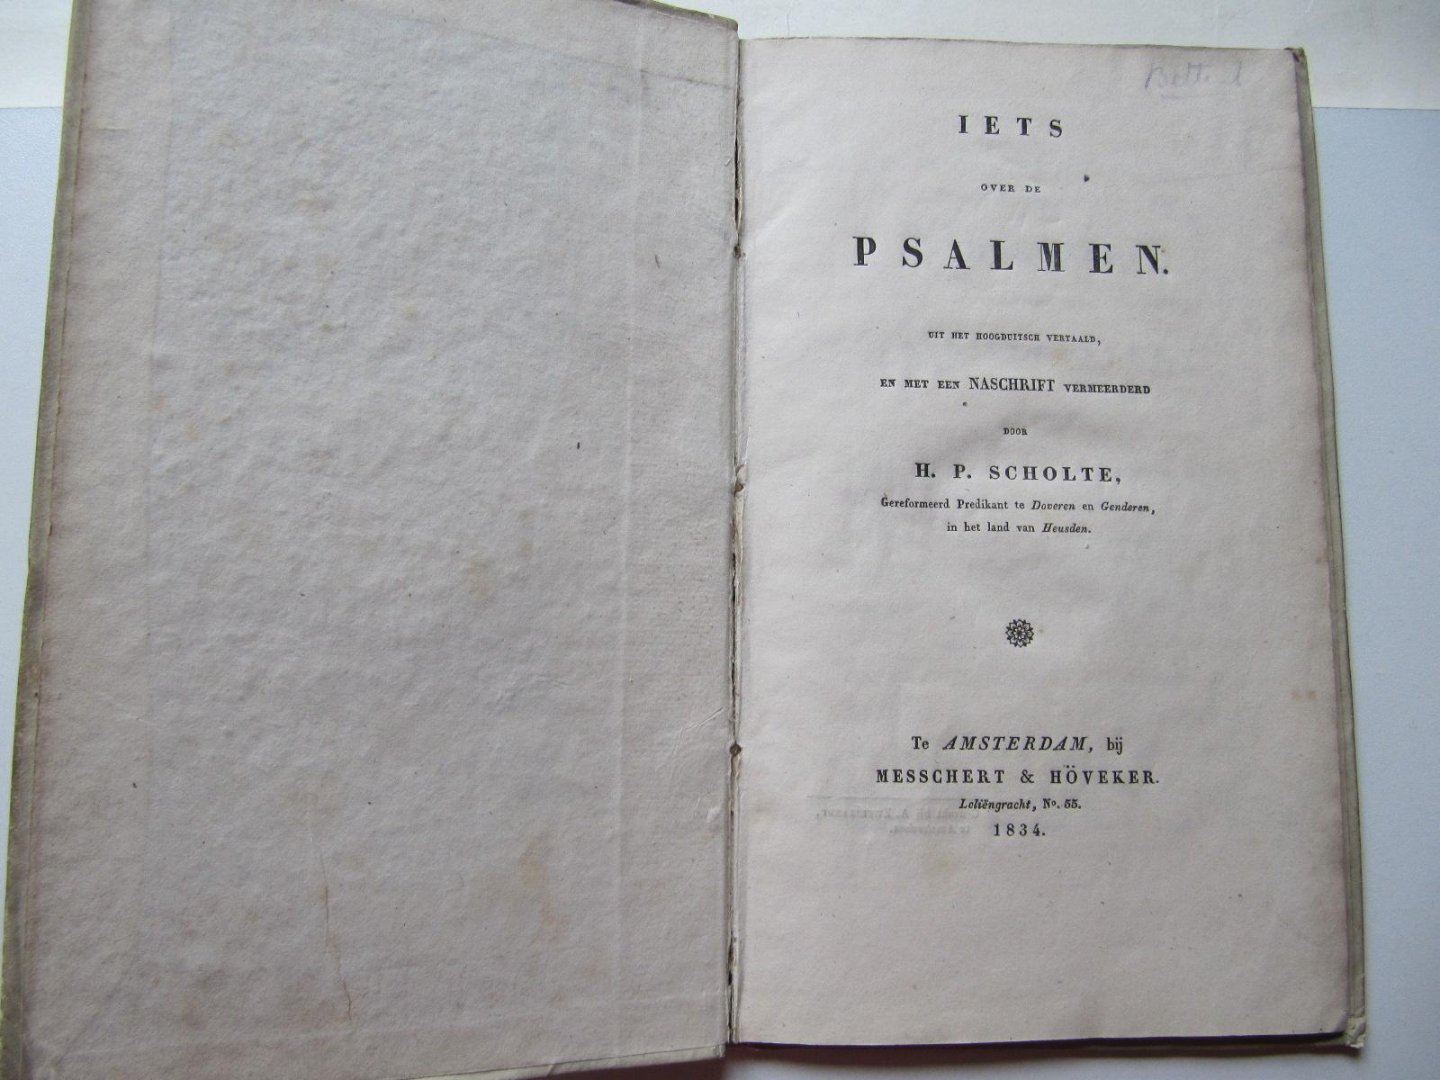 IETS
OVER DE
PSALMEN.
UIT HET HOOGDUITSCH VERTAALD,
EN MET EEN NASCHRIFT VERMEERDERD
DOOR
H. P. SCHOLTE,
Gereformeerd Predikant te Doveren en Genderen,
in het land van Heusden.
Te AMSTERDAM, bij
MESSCHERT & HÖVEKER.
Leliëngracht, No. 55.
1834.